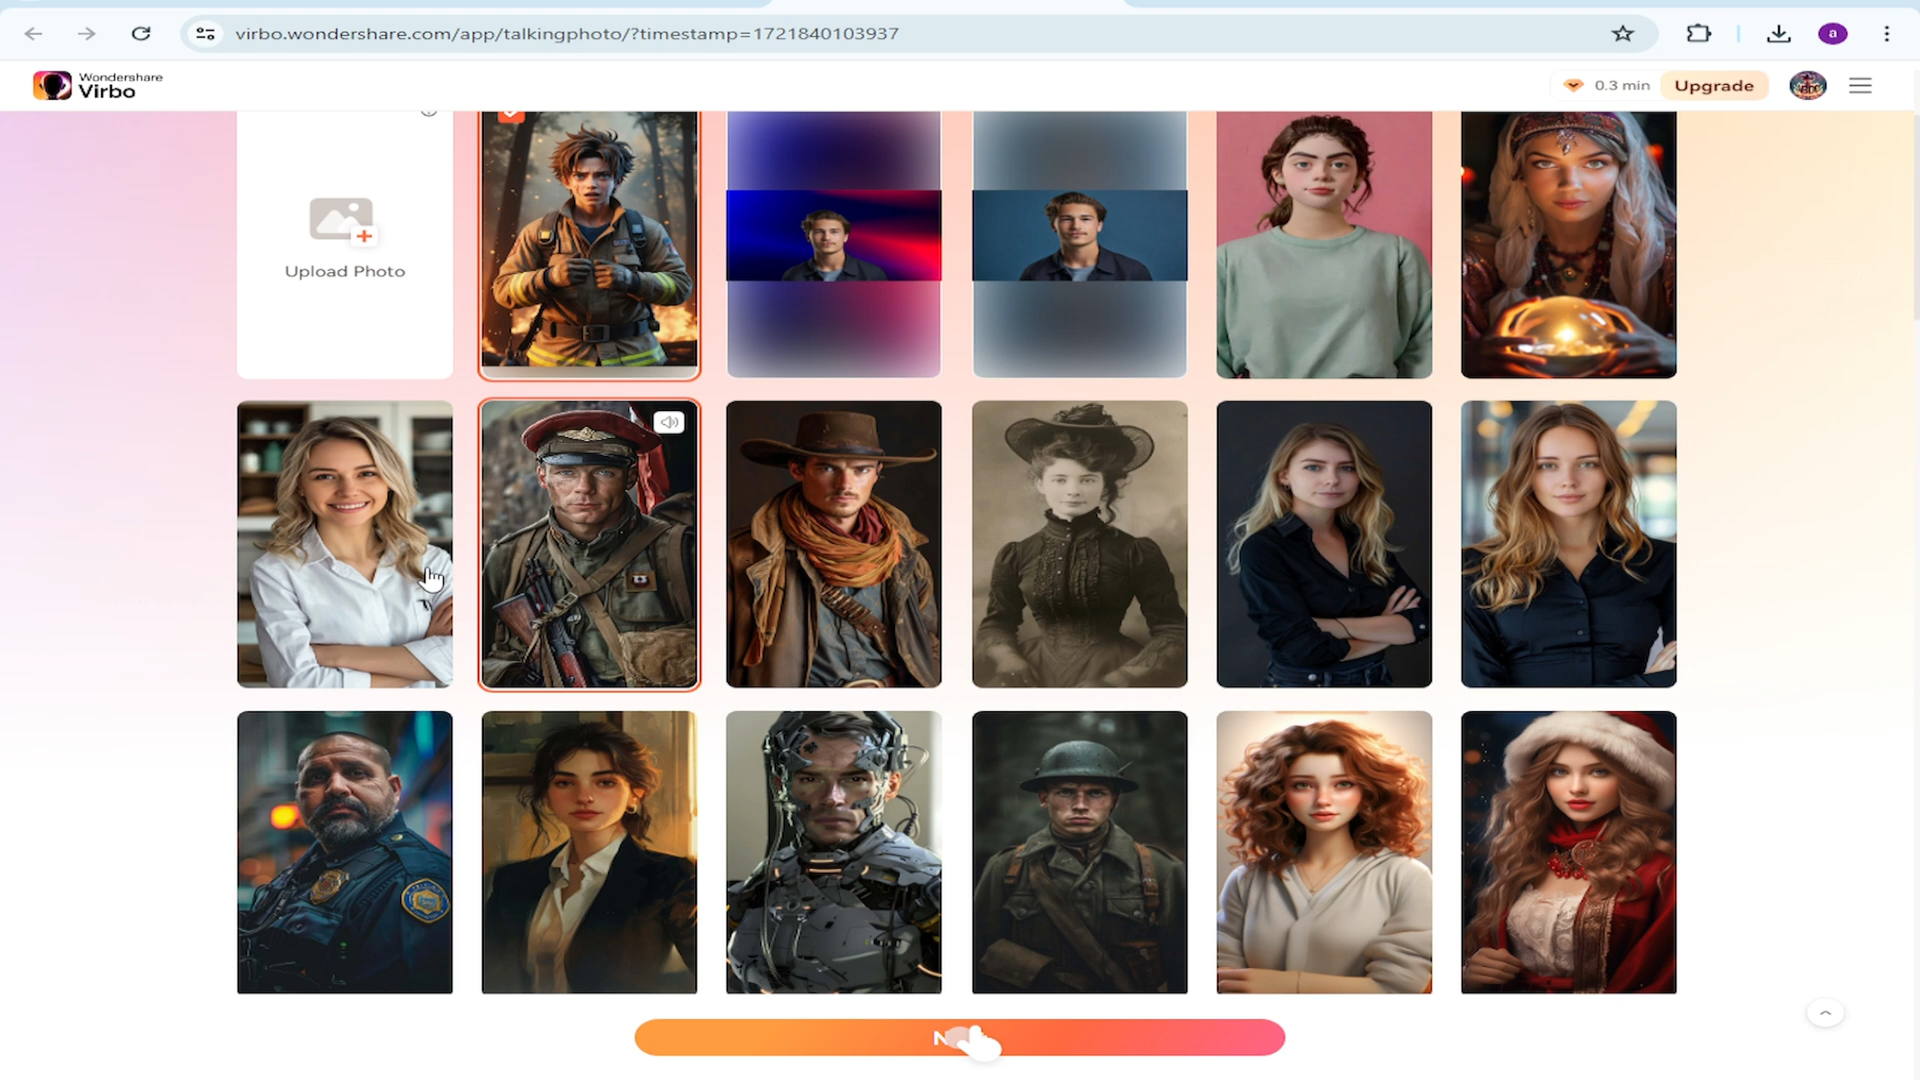 virbo.wondershare.com/app/talkingphoto/?timestamp=1721840103937
a
Wondershare
Virbo
0.3 min
Upgrade
Upload Photo